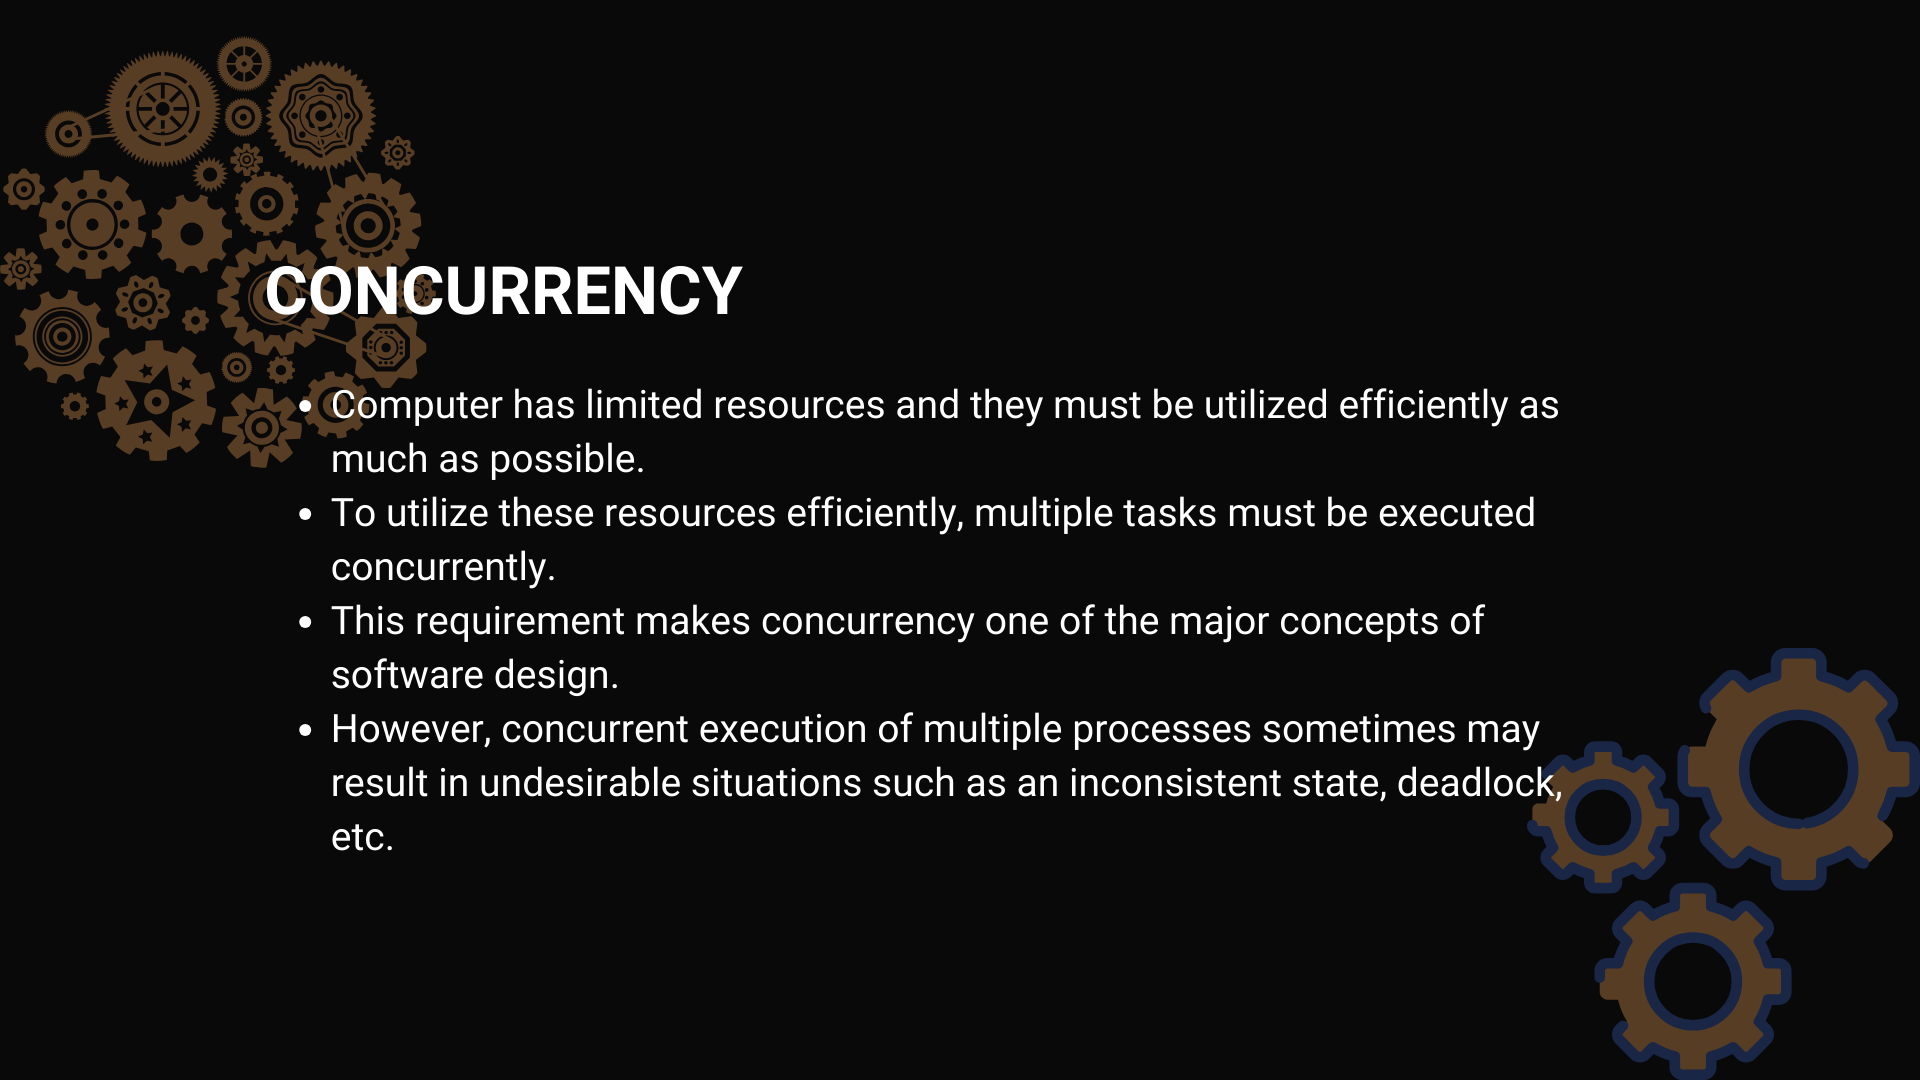 CONCURRENCY
• Computer has limited resources and they must be utilized efficiently as
much as possible.
• To utilize these resources efficiently, multiple tasks must be executed
concurrently.
• This requirement makes concurrency one of the major concepts of
software design.
• However, concurrent execution of multiple processes sometimes may
result in undesirable situations such as an inconsistent state, deadlock,
etc.